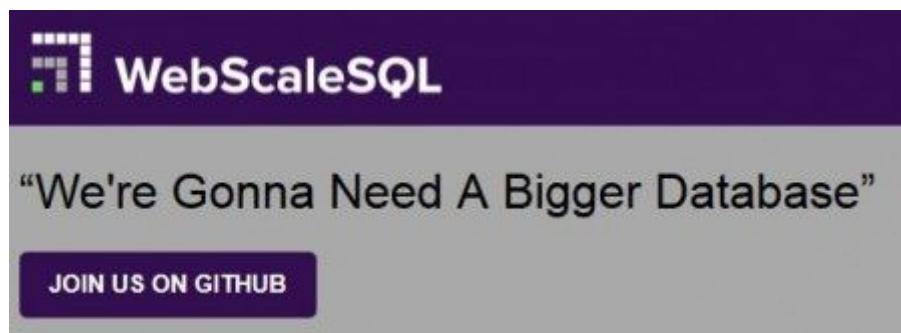 WebScaleSQL
“We're Gonna Need A Bigger Database”
JOIN US ON GITHUB